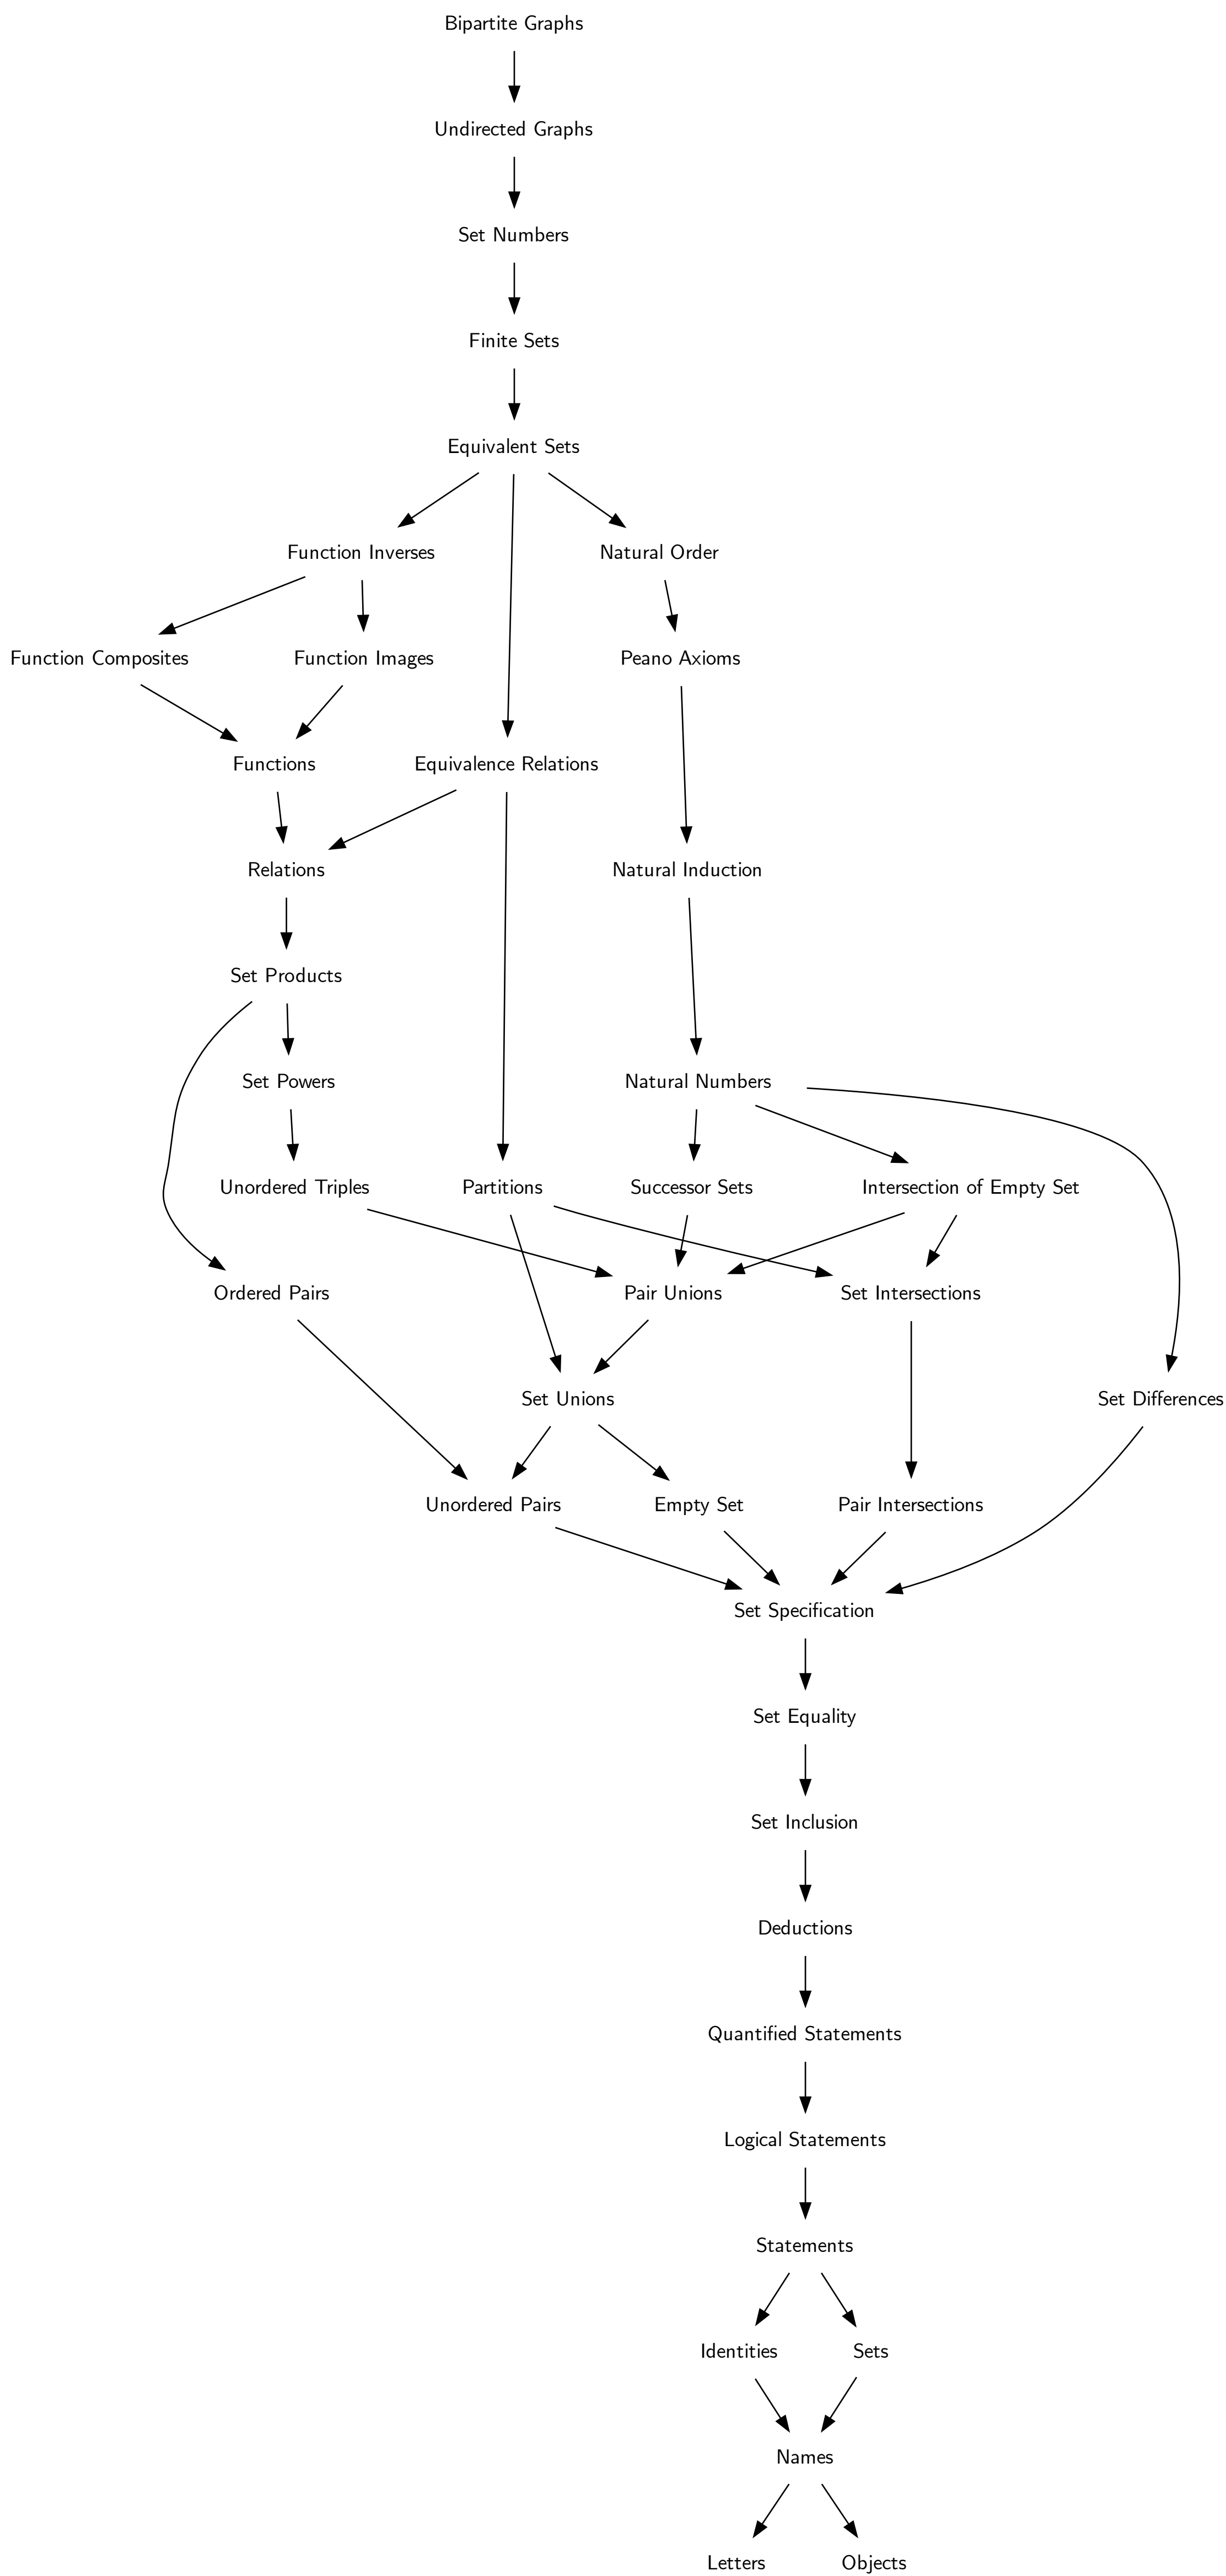 Bipartite Graphs
Undirected Graphs
Set Numbers
Finite Sets
Equivalent Sets
Function Inverses
Natural Order
Function Composites
Function Images
Peano Axioms
Functions
Equivalence Relations
Relations
Natural Induction
Set Products
Set Powers
Natural Numbers
Unordered Triples
Partitions
Successor Sets
Intersection of Empty Set
Ordered Pairs
Pair Unions
Set Intersections
Set Unions
Set Differences
Unordered Pairs
Empty Set
Pair Intersections
Set Specification
Set Equality
Set Inclusion
Deductions
Quantified Statements
Logical Statements
Statements
Identities
Sets
Names
Letters
Objects